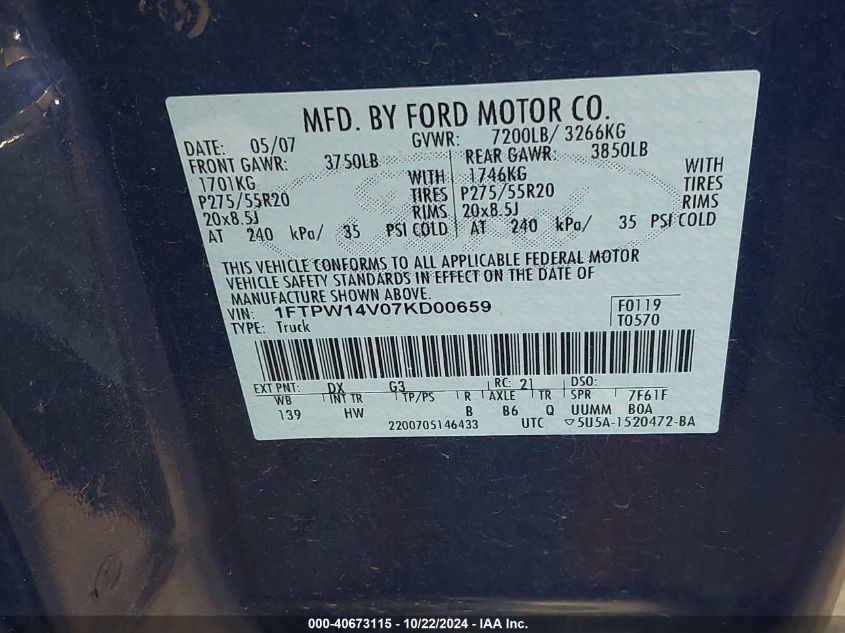 MFD. BY FORD MOTOR CO.
DATE: 05/07 GVWR: 7200LB/ 3266KG
FRONT GAWR: 3750LB REAR GAWR: 3850LB
1701KG WITH 1746KG WITH
P275/55R20 TIRES P275/55R20 TIRES
20x8.5J RIMS 20x8.5J RIMS
AT 240 kPa/ 35 PSI COLD AT 240 kPa/ 35 PSI COLD
THIS VEHICLE CONFORMS TO ALL APPLICABLE FEDERAL MOTOR
VEHICLE SAFETY STANDARDS IN EFFECT ON THE DATE OF
MANUFACTURE SHOWN ABOVE.
VIN: 1FTPW14V07KD00659 F0119
TYPE: Truck T0570
EXT PNT: DX G3 RC: 21 DSO:
WB INT TR TP/PS R AXLE TR SPR 7F61F
139 HW B B6 Q UUMM BOA
2200705146433 UTC ▽5U5A-1520472-BA
000-40673115 - 10/22/2024 - IAA Inc.